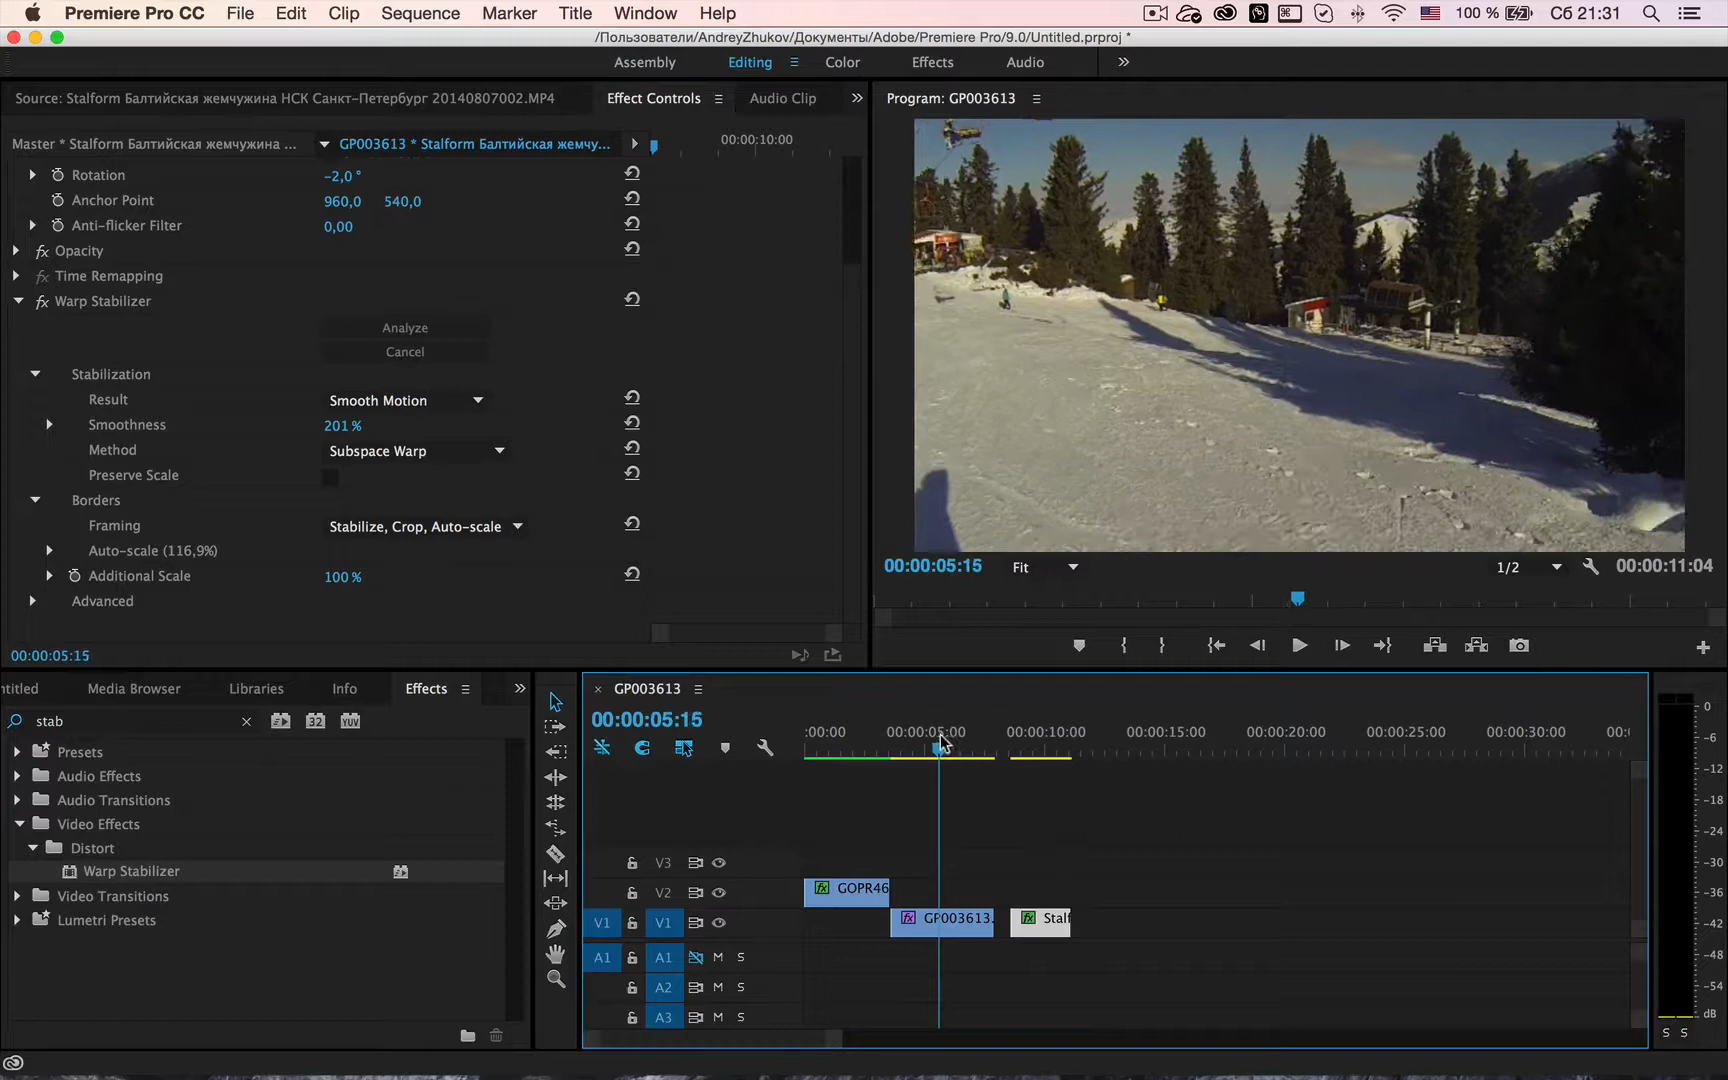 Premiere Pro CC File Edit Clip Sequence Marker Title Window Help 100 % Сб 21:31
/Пользователи/AndreyZhukov/Документы/Adobe/Premiere Pro/9.0/Untitled.prproj *
Assembly Editing Color Effects Audio
Source: Stalform Балтийская жемчужина НСК Санкт-Петербург 20140807002.MP4 Effect Controls Audio Clip
Program: GP003613
Master * Stalform Балтийская жемчужина ... GP003613 * Stalform Балтийская жемчу... 00:00:10:00
Rotation -2,0 °
Anchor Point 960,0 540,0
Anti-flicker Filter 0,00
fx Opacity
fx Time Remapping
fx Warp Stabilizer
Analyze
Cancel
Stabilization
Result Smooth Motion
Smoothness 201 %
Method Subspace Warp
Preserve Scale
Borders
Framing Stabilize, Crop, Auto-scale
Auto-scale (116,9%)
Additional Scale 100 %
Advanced
00:00:05:15
00:00:05:15 Fit 1/2 00:00:11:04
ntitled Media Browser Libraries Info Effects
stab 32 YUV
Presets
Audio Effects
Audio Transitions
Video Effects
Distort
Warp Stabilizer
Video Transitions
Lumetri Presets
× GP003613
00:00:05:15
:00:00 00:00:05:00 00:00:10:00 00:00:15:00 00:00:20:00 00:00:25:00 00:00:30:00 00:0
V3
V2 fx GOPR46
V1 V1 fx GP003613. fx Stalf
A1 A1 M S
A2 M S
A3 M S
0
-6
-12
-18
-24
-30
-36
-42
-48
-54
dB
S S